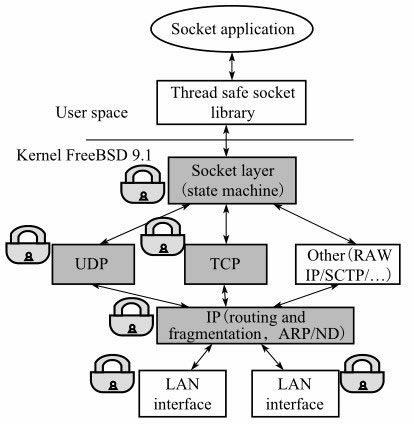 Socket application
Thread safe socket
library
User space
Kernel FreeBSD 9.1
Socket layer
(state machine)
UDP
TCP
Other(RAW
IP/SCTP/…)
IP(routing and
fragmentation, ARP/ND)
LAN
interface
LAN
interface